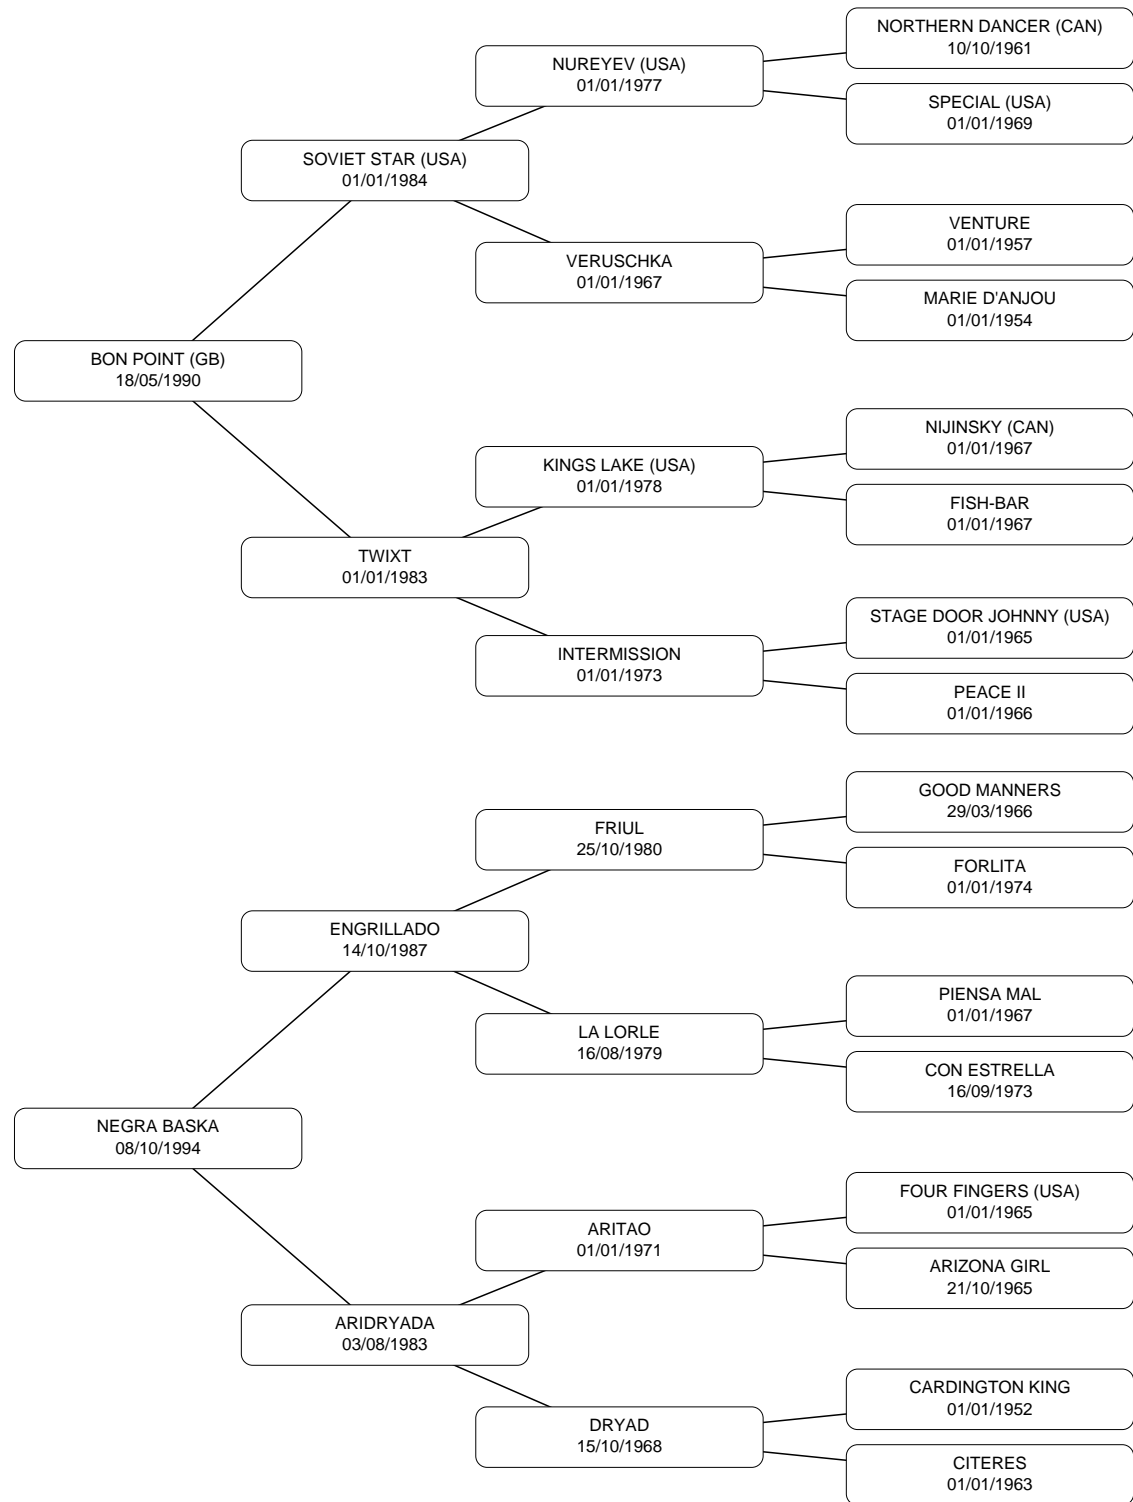 NORTHERN DANCER (CAN)
10/10/1961
NUREYEV (USA)
01/01/1977
SPECIAL (USA)
01/01/1969
SOVIET STAR (USA)
01/01/1984
VENTURE
01/01/1957
VERUSCHKA
01/01/1967
MARIE D'ANJOU
01/01/1954
BON POINT (GB)
18/05/1990
NIJINSKY (CAN)
01/01/1967
KINGS LAKE (USA)
01/01/1978
FISH-BAR
01/01/1967
TWIXT
01/01/1983
STAGE DOOR JOHNNY (USA)
01/01/1965
INTERMISSION
01/01/1973
PEACE II
01/01/1966
GOOD MANNERS
29/03/1966
FRIUL
25/10/1980
FORLITA
01/01/1974
ENGRILLADO
14/10/1987
PIENSA MAL
01/01/1967
LA LORLE
16/08/1979
CON ESTRELLA
16/09/1973
NEGRA BASKA
08/10/1994
FOUR FINGERS (USA)
01/01/1965
ARITAO
01/01/1971
ARIZONA GIRL
21/10/1965
ARIDRYADA
03/08/1983
CARDINGTON KING
01/01/1952
DRYAD
15/10/1968
CITERES
01/01/1963